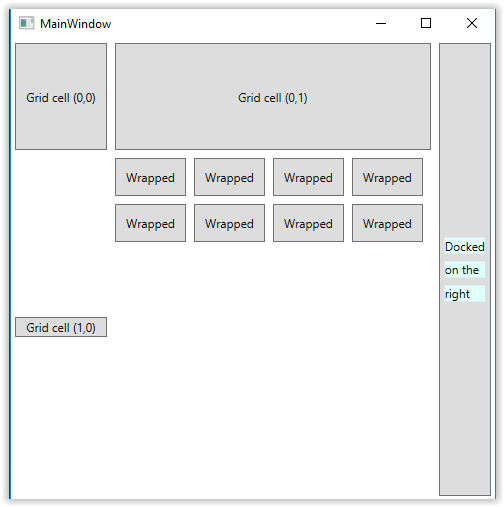 MainWindow
Grid cell (0,0)
Grid cell (0,1)
Wrapped Wrapped Wrapped Wrapped
Wrapped Wrapped Wrapped Wrapped
Docked
on the
right
Grid cell (1,0)